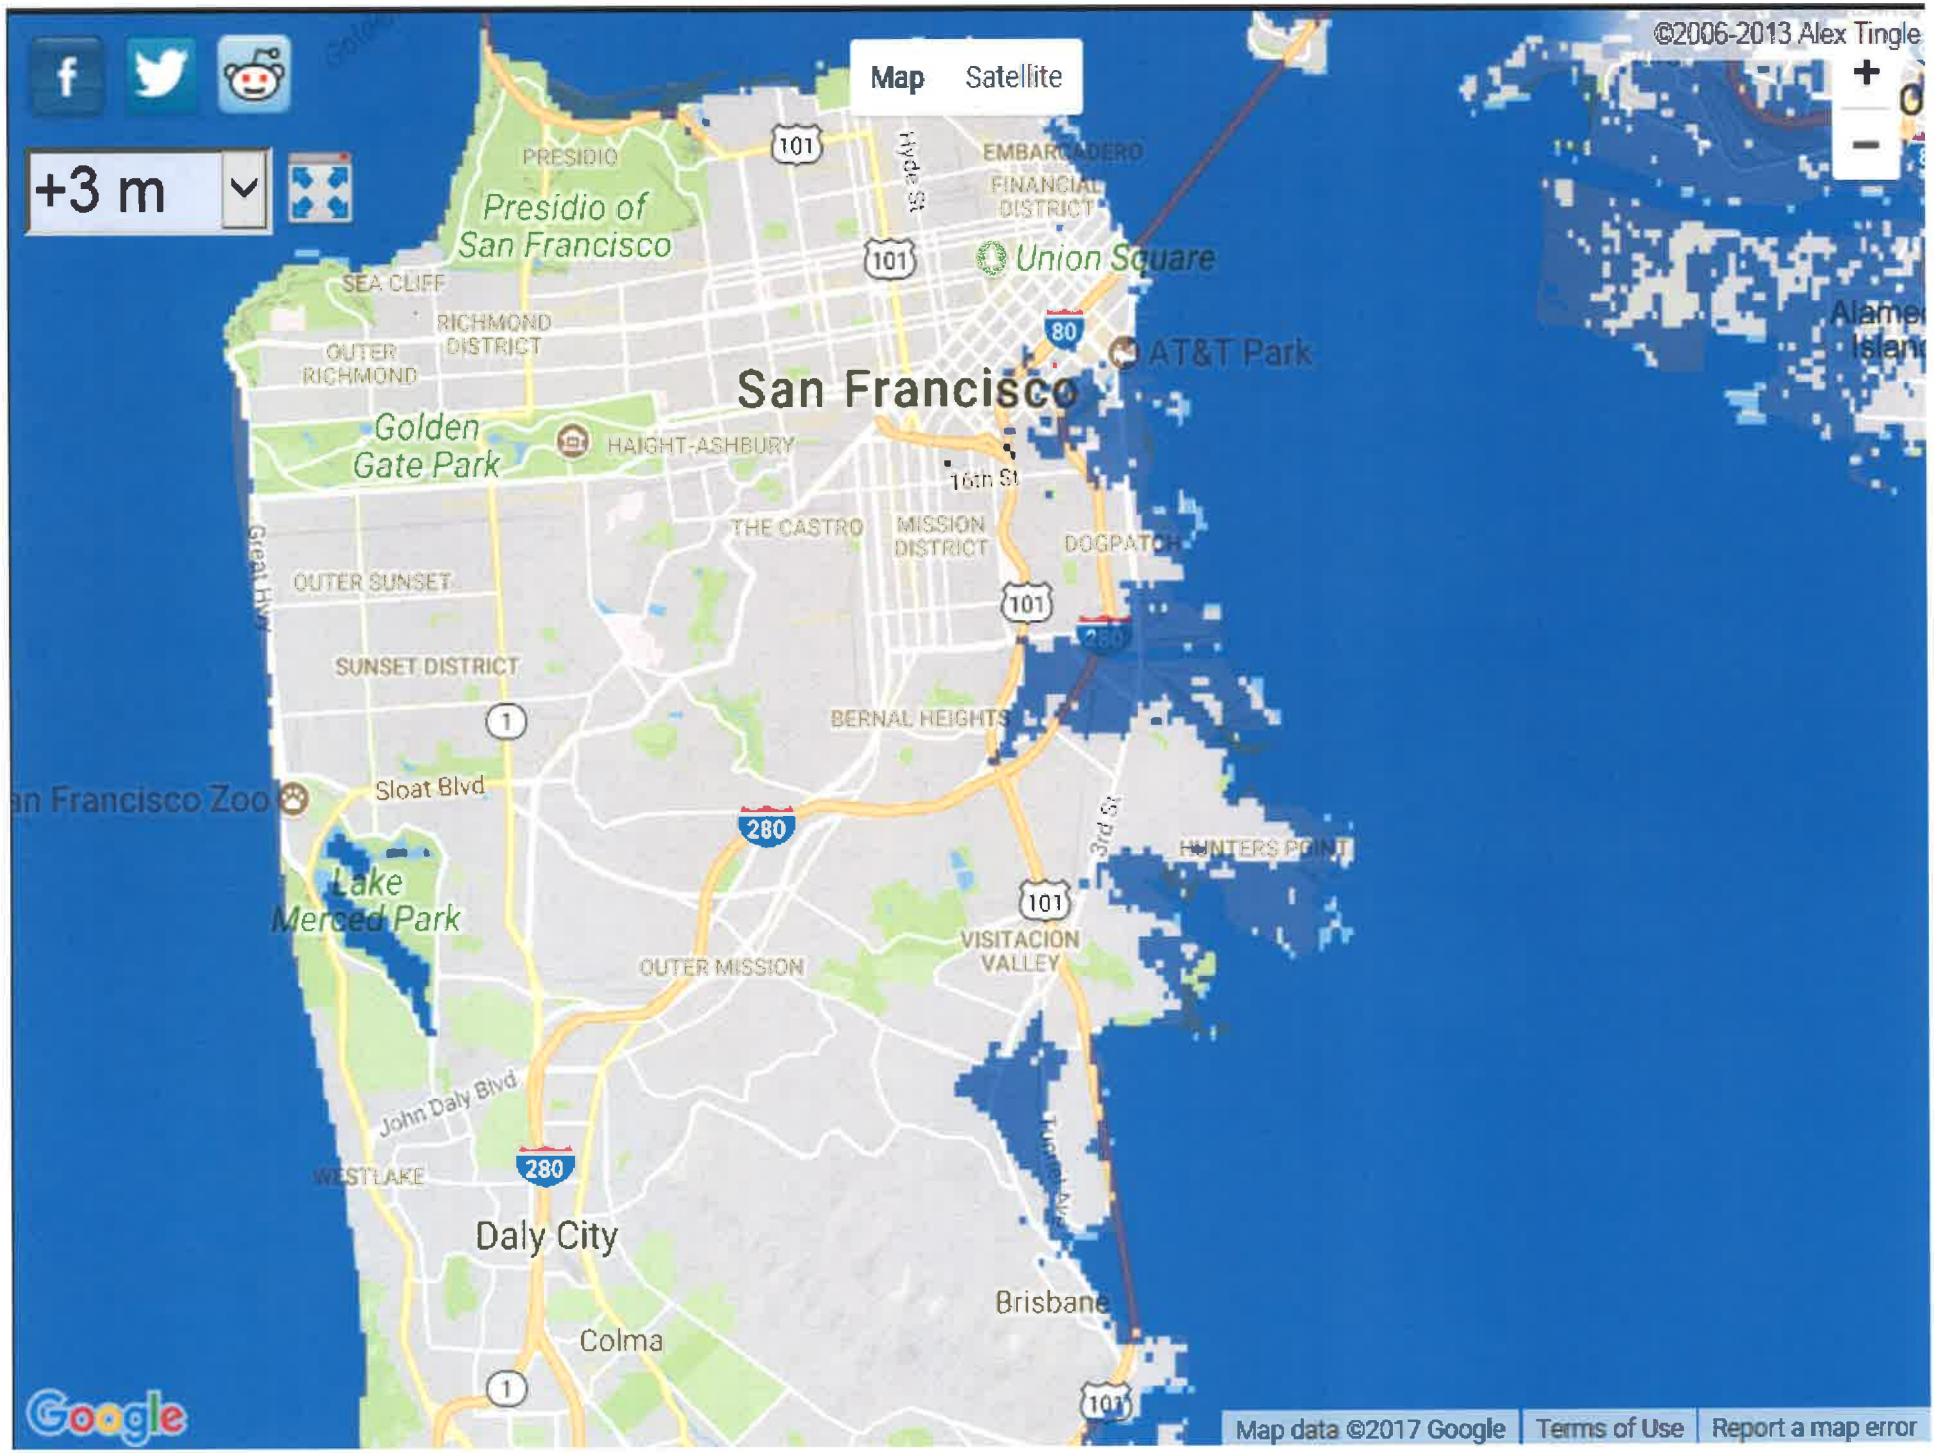 ©2006-2013 Alex Tingle
f
Map Satellite
+
−
+3 m
101
Hyde St
EMBARCADERO
PRESIDIO
FINANCIAL
DISTRICT
Presidio of
San Francisco
101
Union Square
SEA CLIFF
RICHMOND
DISTRICT
80
OUTER
RICHMOND
AT&T Park
San Francisco
Golden
Gate Park
HAIGHT-ASHBURY
16th St
THE CASTRO
MISSION
DISTRICT
DOGPATCH
Great Hwy
OUTER SUNSET
101
280
SUNSET DISTRICT
1
BERNAL HEIGHTS
Sloat Blvd
an Francisco Zoo
280
3rd St
HUNTERS POINT
Lake
Merced Park
101
VISITACION
VALLEY
OUTER MISSION
John Daly Blvd
Tunnel Ave
280
WESTLAKE
Daly City
Brisbane
Colma
1
101
Alame
Islan
Google
Map data ©2017 Google Terms of Use Report a map error